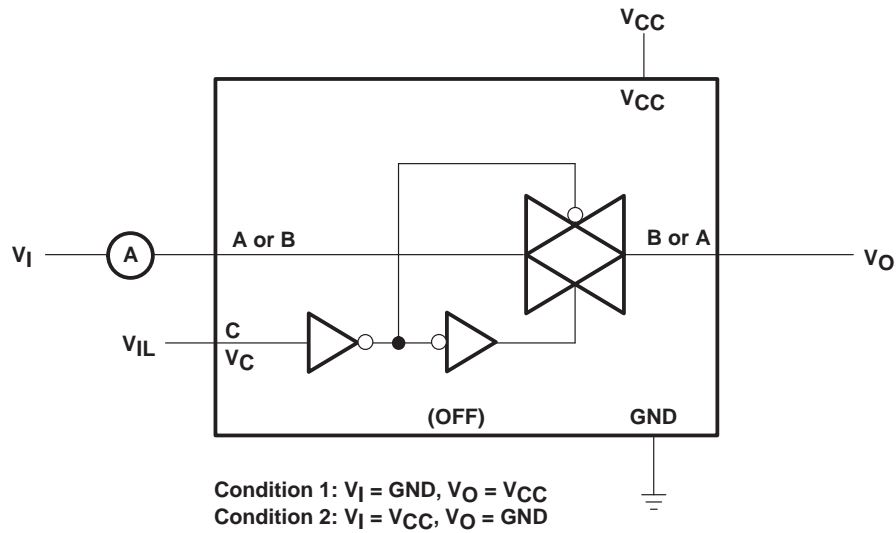 VCC
VCC
A or B
B or A
VI
A
VO
VIL
C
VC
(OFF)
GND
Condition 1: VI = GND, VO = VCC
Condition 2: VI = VCC, VO = GND